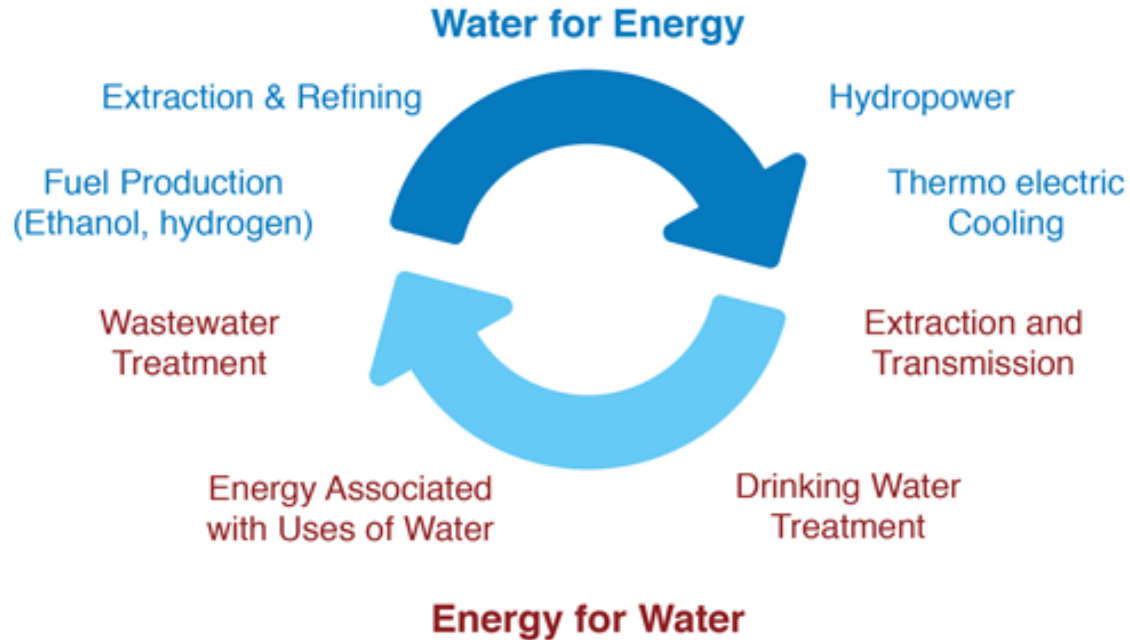 Water for Energy
Extraction & Refining
Hydropower
Fuel Production
(Ethanol, hydrogen)
Thermo electric
Cooling
Wastewater
Treatment
Extraction and
Transmission
Energy Associated
with Uses of Water
Drinking Water
Treatment
Energy for Water